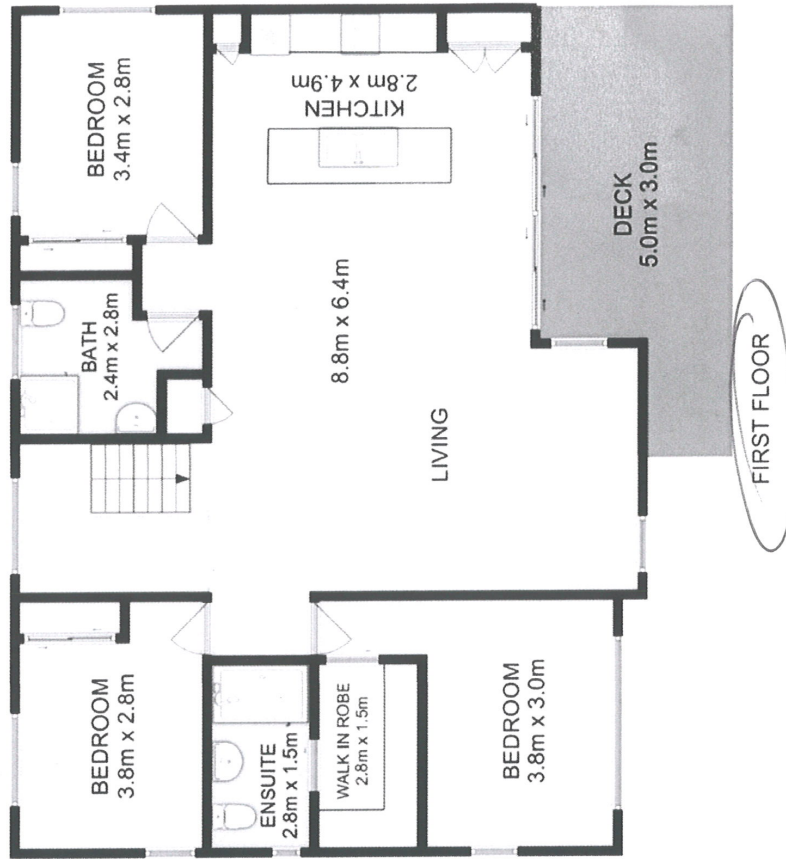 BEDROOM
3.4m x 2.8m
KITCHEN
2.8m x 4.9m
BATH
2.4m x 2.8m
8.8m x 6.4m
LIVING
DECK
5.0m x 3.0m
BEDROOM
3.8m x 2.8m
ENSUITE
2.8m x 1.5m
WALK IN ROBE
2.8m x 1.5m
BEDROOM
3.8m x 3.0m
FIRST FLOOR